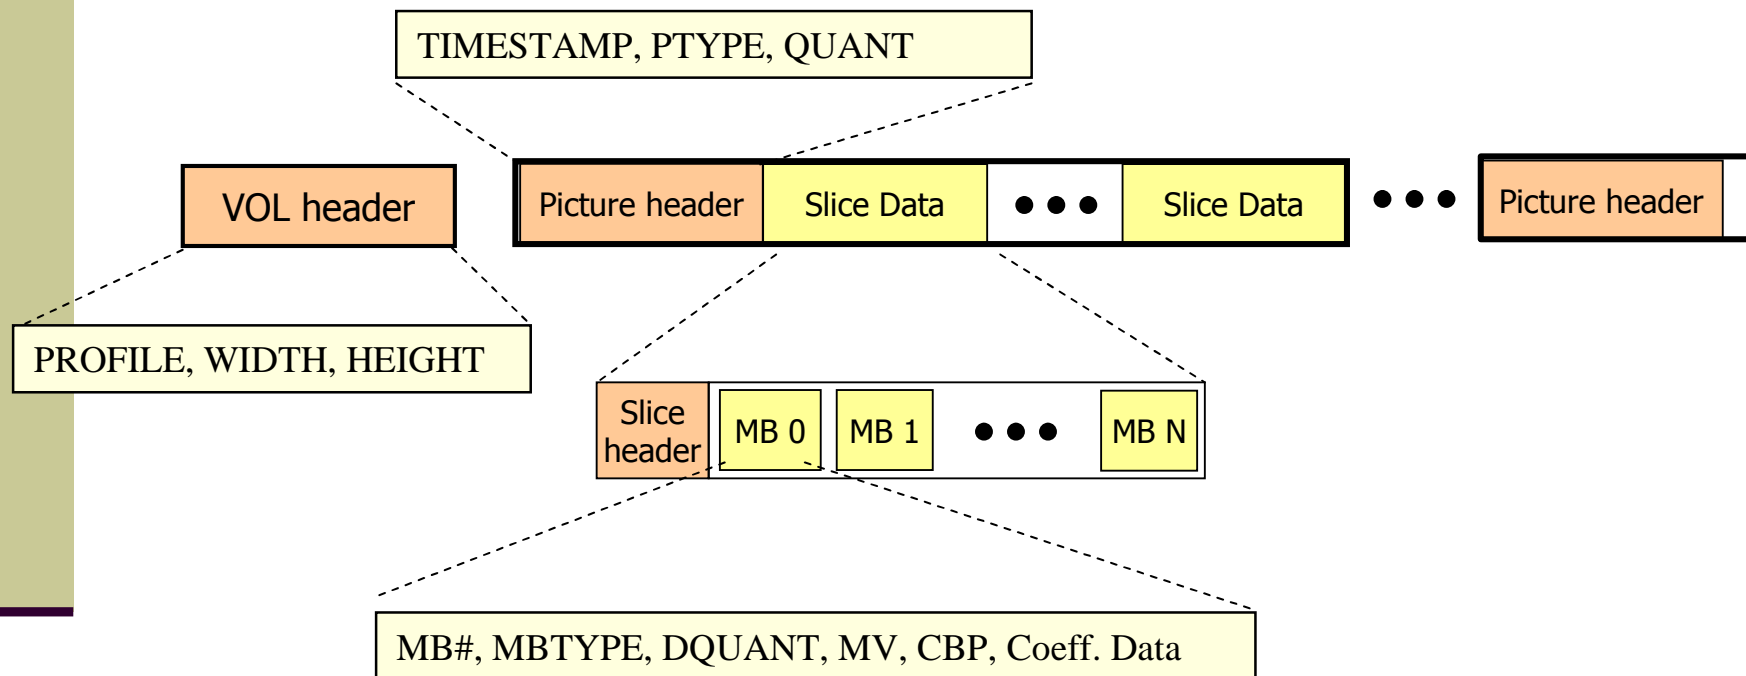 TIMESTAMP, PTYPE, QUANT
VOL header
Picture header
Slice Data
Slice Data
Picture header
PROFILE, WIDTH, HEIGHT
Slice
header
MB 0
MB 1
MB N
MB#, MBTYPE, DQUANT, MV, CBP, Coeff. Data